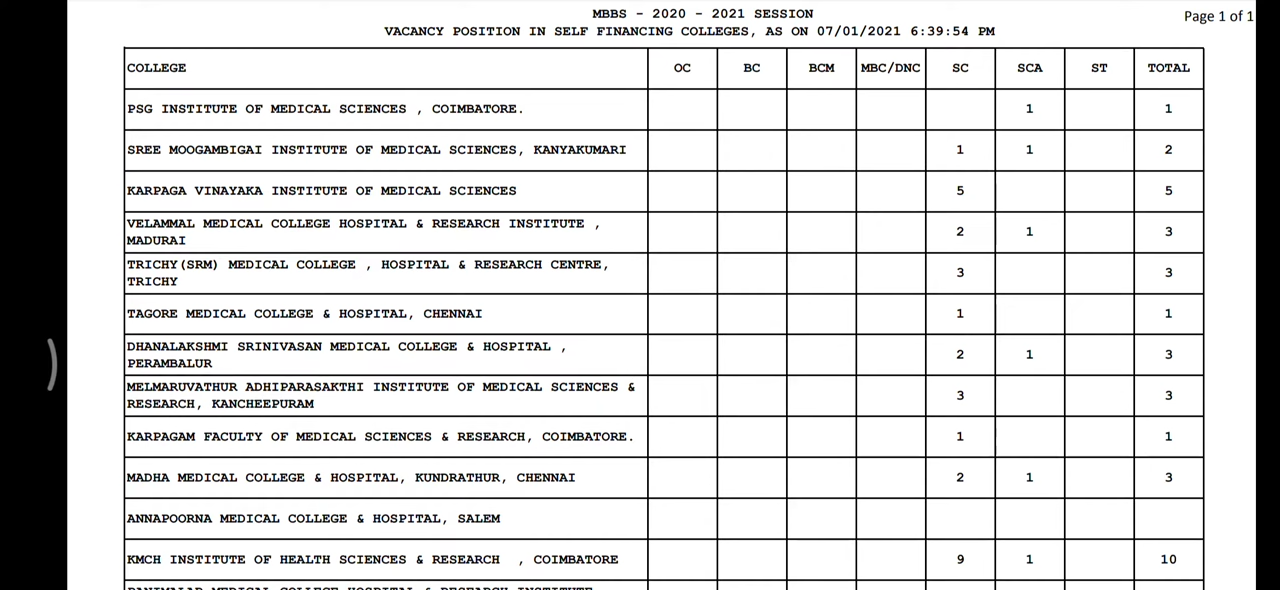 MBBS - 2020 - 2021 SESSION
Page 1 of 1
VACANCY POSITION IN SELF FINANCING COLLEGES, AS ON 07/01/2021 6:39:54 PM
COLLEGE OC BC BCM MBC/DNC SC SCA ST TOTAL
PSG INSTITUTE OF MEDICAL SCIENCES , COIMBATORE. 1 1
SREE MOOGAMBIGAI INSTITUTE OF MEDICAL SCIENCES, KANYAKUMARI 1 1 2
KARPAGA VINAYAKA INSTITUTE OF MEDICAL SCIENCES 5 5
VELAMMAL MEDICAL COLLEGE HOSPITAL & RESEARCH INSTITUTE ,
MADURAI 2 1 3
TRICHY(SRM) MEDICAL COLLEGE , HOSPITAL & RESEARCH CENTRE,
TRICHY 3 3
TAGORE MEDICAL COLLEGE & HOSPITAL, CHENNAI 1 1
DHANALAKSHMI SRINIVASAN MEDICAL COLLEGE & HOSPITAL ,
PERAMBALUR 2 1 3
MELMARUVATHUR ADHIPARASAKTHI INSTITUTE OF MEDICAL SCIENCES &
RESEARCH, KANCHEEPURAM 3 3
KARPAGAM FACULTY OF MEDICAL SCIENCES & RESEARCH, COIMBATORE. 1 1
MADHA MEDICAL COLLEGE & HOSPITAL, KUNDRATHUR, CHENNAI 2 1 3
ANNAPOORNA MEDICAL COLLEGE & HOSPITAL, SALEM
KMCH INSTITUTE OF HEALTH SCIENCES & RESEARCH , COIMBATORE 9 1 10